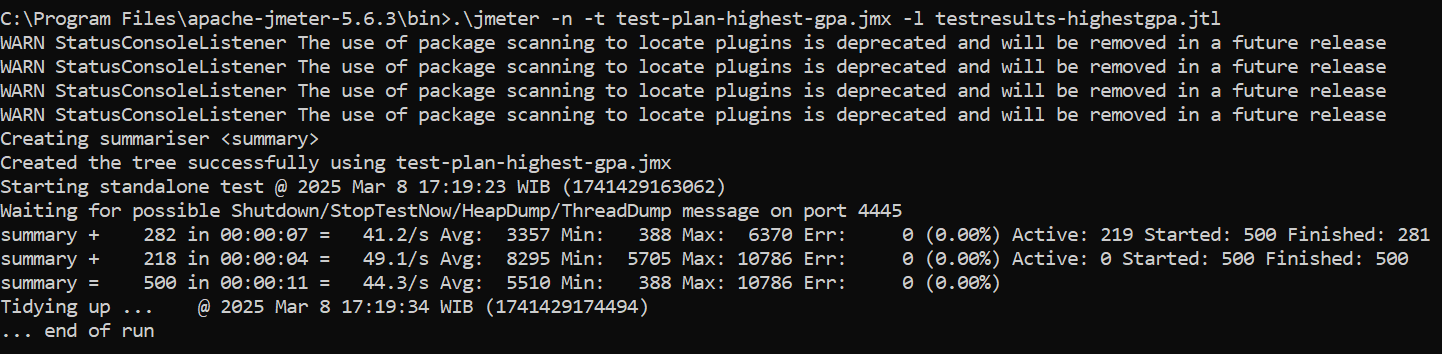 C:\Program Files\apache-jmeter-5.6.3\bin>.\jmeter -n -t test-plan-highest-gpa.jmx -l testresults-highestgpa.jtl
WARN StatusConsoleListener The use of package scanning to locate plugins is deprecated and will be removed in a future release
WARN StatusConsoleListener The use of package scanning to locate plugins is deprecated and will be removed in a future release
WARN StatusConsoleListener The use of package scanning to locate plugins is deprecated and will be removed in a future release
WARN StatusConsoleListener The use of package scanning to locate plugins is deprecated and will be removed in a future release
Creating summariser <summary>
Created the tree successfully using test-plan-highest-gpa.jmx
Starting standalone test @ 2025 Mar 8 17:19:23 WIB (1741429163062)
Waiting for possible Shutdown/StopTestNow/HeapDump/ThreadDump message on port 4445
summary +    282 in 00:00:07 =   41.2/s Avg:  3357 Min:   388 Max:  6370 Err:     0 (0.00%) Active: 219 Started: 500 Finished: 281
summary +    218 in 00:00:04 =   49.1/s Avg:  8295 Min:  5705 Max: 10786 Err:     0 (0.00%) Active: 0 Started: 500 Finished: 500
summary =    500 in 00:00:11 =   44.3/s Avg:  5510 Min:   388 Max: 10786 Err:     0 (0.00%)
Tidying up ...    @ 2025 Mar 8 17:19:34 WIB (1741429174494)
... end of run